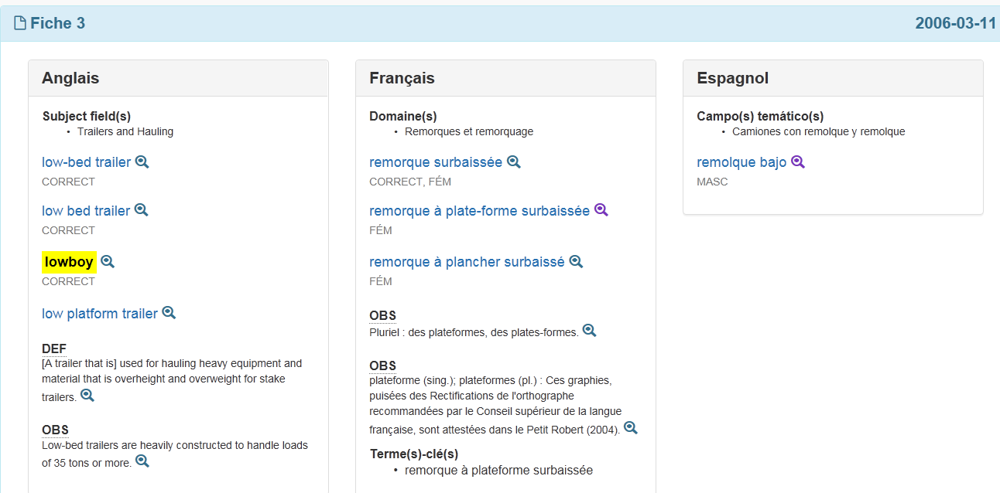 Fiche 3
2006-03-11
Anglais
Subject field(s)
• Trailers and Hauling
low-bed trailer
CORRECT
low bed trailer
CORRECT
lowboy
CORRECT
low platform trailer
DEF
[A trailer that is] used for hauling heavy equipment and
material that is overheight and overweight for stake
trailers.
OBS
Low-bed trailers are heavily constructed to handle loads
of 35 tons or more.
Français
Domaine(s)
• Remorques et remorquage
remorque surbaissée
CORRECT, FÉM
remorque à plate-forme surbaissée
FÉM
remorque à plancher surbaissé
FÉM
OBS
Pluriel : des plateformes, des plates-formes.
OBS
plateforme (sing.); plateformes (pl.) : Ces graphies,
puisées des Rectifications de l'orthographe
recommandées par le Conseil supérieur de la langue
française, sont attestées dans le Petit Robert (2004).
Terme(s)-clé(s)
• remorque à plateforme surbaissée
Espagnol
Campo(s) temático(s)
• Camiones con remolque y remolque
remolque bajo
MASC